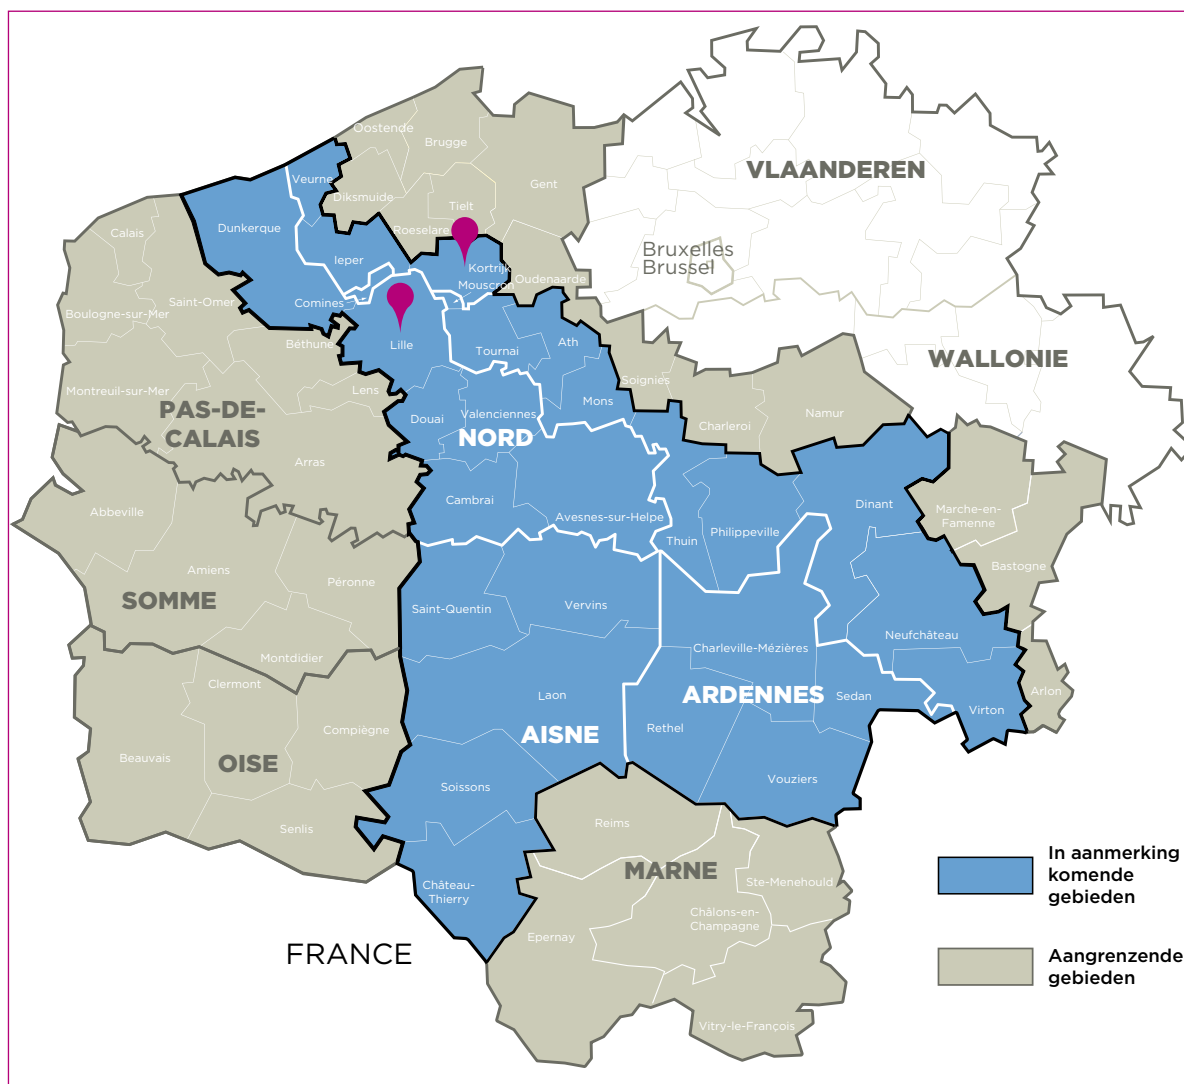 Oostende
Brugge
VLAANDEREN
Veurne
Diksmuide
Gent
Tielt
Dunkerque
Roeselare
Calais
Ieper
Kortrijk
Mouscron
Oudenaarde
Bruxelles
Brussel
Saint-Omer
Comines
Boulogne-sur-Mer
Béthune
Lille
Tournai
Ath
WALLONIE
Montreuil-sur-Mer
Lens
Soignies
Namur
PAS-DE-
CALAIS
Douai
Valenciennes
Mons
Charleroi
NORD
Arras
Abbeville
Cambrai
Avesnes-sur-Helpe
Thuin
Philippeville
Dinant
Marche-en-
Famenne
Bastogne
Amiens
Péronne
SOMME
Saint-Quentin
Vervins
Neufchâteau
Montdidier
Charleville-Mézières
Clermont
Laon
ARDENNES
Sedan
Arlon
Virton
Compiègne
AISNE
Rethel
Beauvais
OISE
Soissons
Vouziers
Senlis
Reims
MARNE
Château-
Thierry
Ste-Menehould
Châlons-en-
Champagne
Epernay
FRANCE
Vitry-le-François
In aanmerking
komende
gebieden
Aangrenzende
gebieden